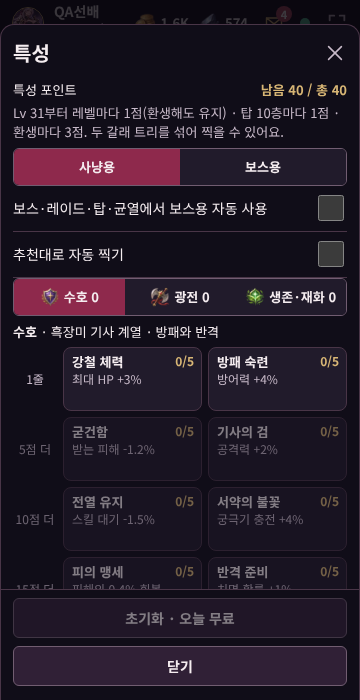 QA선배
1.6K
574
4
특성
특성 포인트
남음 40 / 총 40
Lv 31부터 레벨마다 1점(환생해도 유지) · 탑 10층마다 1점 ·
환생마다 3점. 두 갈래 트리를 섞어 찍을 수 있어요.
사냥용
보스용
보스·레이드·탑·균열에서 보스용 자동 사용
추천대로 자동 찍기
수호 0
광전 0
생존·재화 0
수호 · 흑장미 기사 계열 · 방패와 반격
1줄
강철 체력
0/5
최대 HP +3%
방패 숙련
0/5
방어력 +4%
5점 더
굳건함
0/5
받는 피해 -1.2%
기사의 검
0/5
공격력 +2%
10점 더
전열 유지
0/5
스킬 대기 -1.5%
서약의 불꽃
0/5
궁극기 충전 +4%
15점 더
피의 맹세
0/5
반격 준비
0/5
초기화 · 오늘 무료
닫기